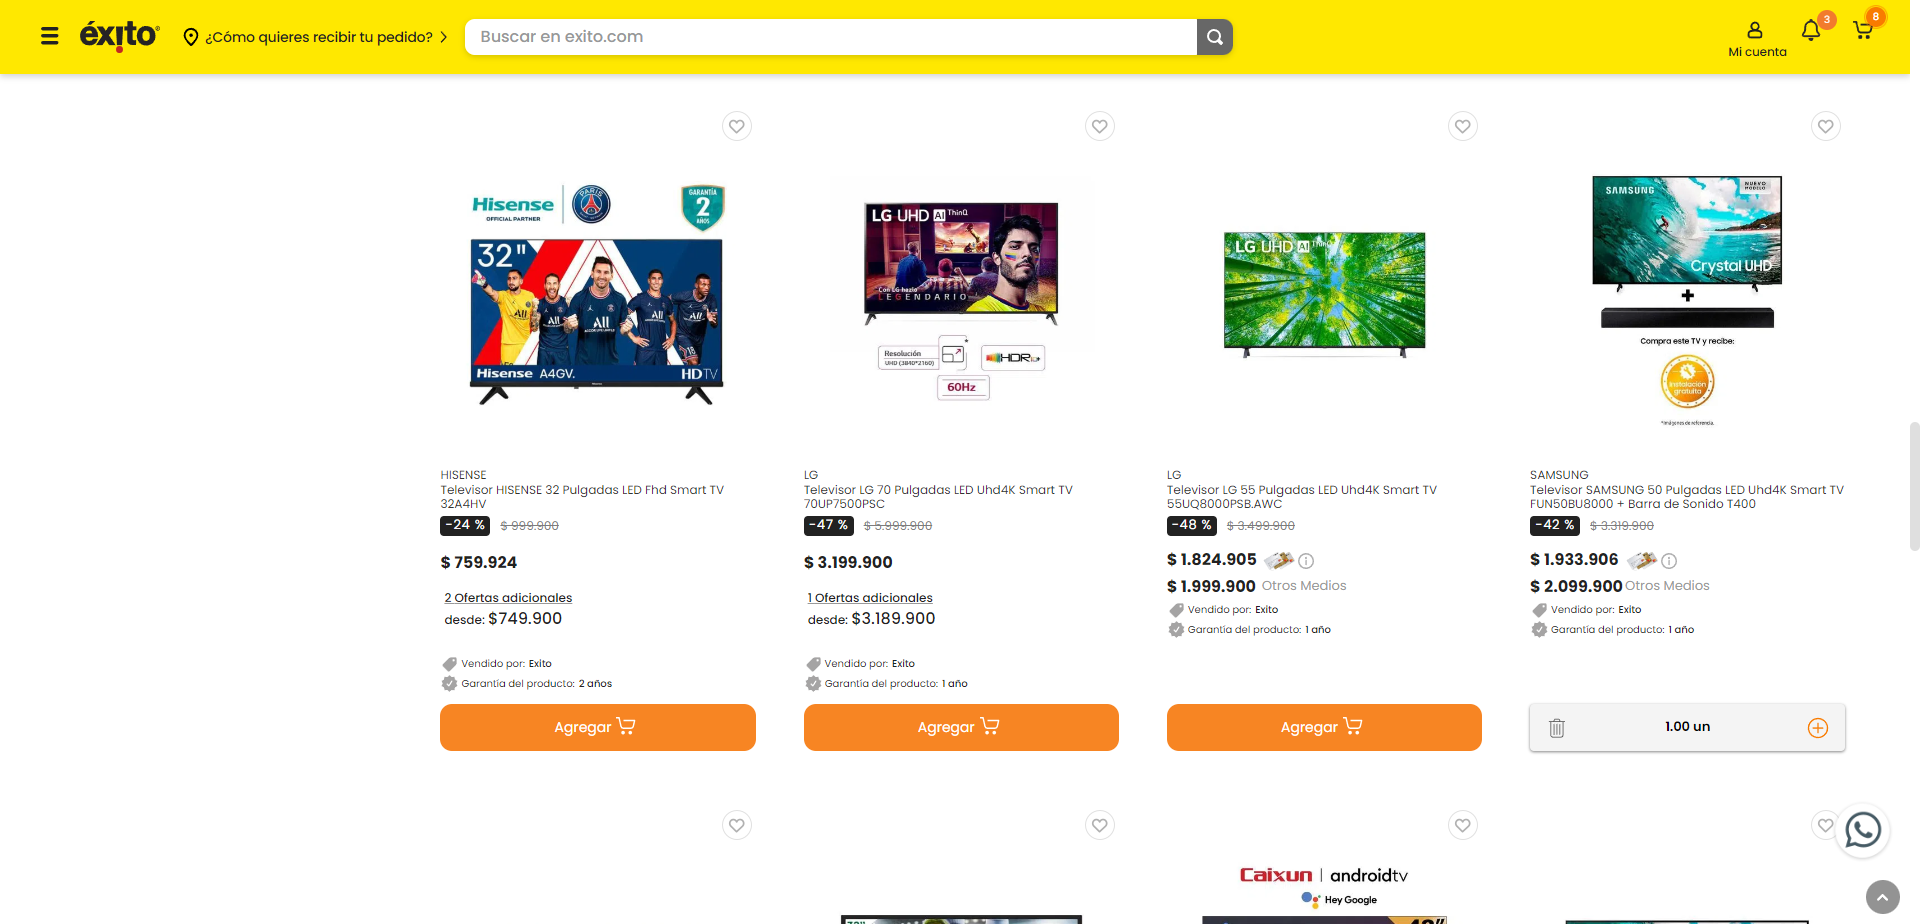 éxito
¿Cómo quieres recibir tu pedido?
Buscar en exito.com
Mi cuenta
3
8
Hisense
OFFICIAL PARTNER
PARIS
GARANTÍA
2
AÑOS
32"
Hisense A4GV.
HDTV
LG UHD AI ThinQ
Con LG hazlo
LEGENDARIO
Resolución
UHD (3840*2160)
HDR10+
60Hz
LG UHD AI ThinQ
SAMSUNG
NUEVO
MODELO
Crystal UHD
+
Compra este TV y recibe:
Instalación
gratuita
*Imágenes de referencia.
HISENSE
Televisor HISENSE 32 Pulgadas LED Fhd Smart TV
32A4HV
-24 % $ 999.900
$ 759.924
2 Ofertas adicionales
desde: $749.900
Vendido por: Exito
Garantía del producto: 2 años
Agregar
LG
Televisor LG 70 Pulgadas LED Uhd4K Smart TV
70UP7500PSC
-47 % $ 5.999.900
$ 3.199.900
1 Ofertas adicionales
desde: $3.189.900
Vendido por: Exito
Garantía del producto: 1 año
Agregar
LG
Televisor LG 55 Pulgadas LED Uhd4K Smart TV
55UQ8000PSB.AWC
-48 % $ 3.499.900
$ 1.824.905
$ 1.999.900 Otros Medios
Vendido por: Exito
Garantía del producto: 1 año
Agregar
SAMSUNG
Televisor SAMSUNG 50 Pulgadas LED Uhd4K Smart TV
FUN50BU8000 + Barra de Sonido T400
-42 % $ 3.319.900
$ 1.933.906
$ 2.099.900 Otros Medios
Vendido por: Exito
Garantía del producto: 1 año
1.00 un
Caixun | androidtv
Hey Google